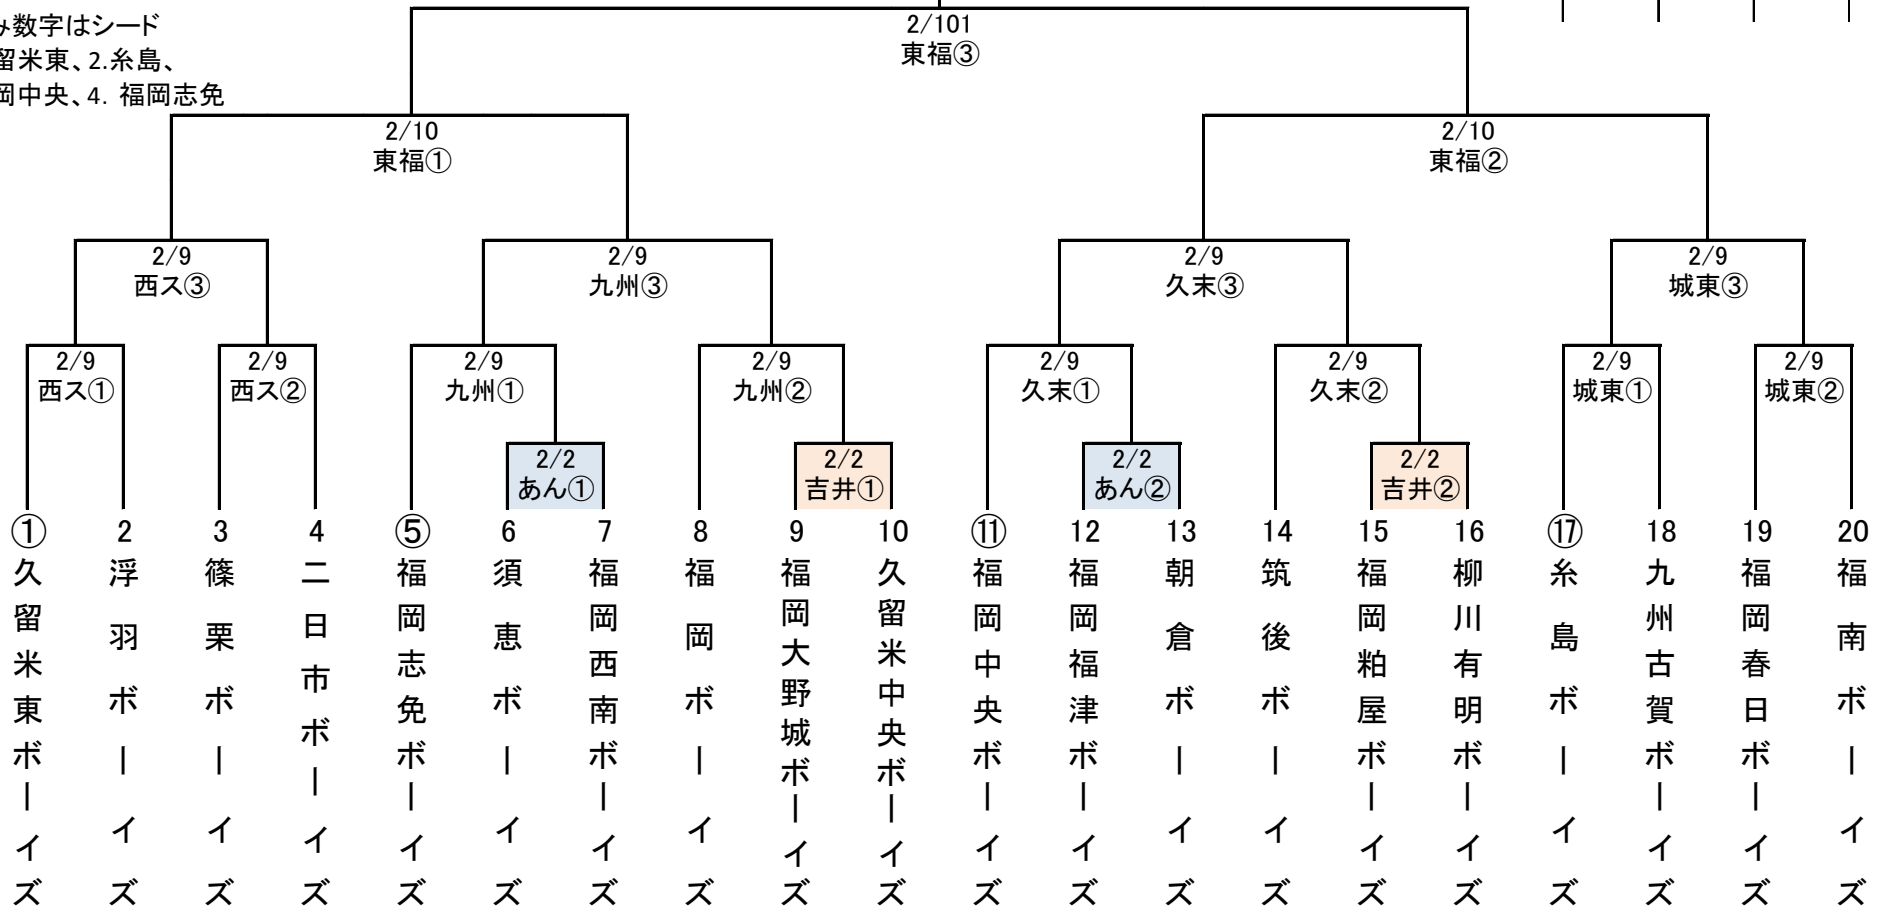 み数字はシード
留米東、2.糸島、
岡中央、4. 福岡志免
2/101
東福③
2/10
東福①
2/10
東福②
2/9
西ス③
2/9
九州③
2/9
久末③
2/9
城東③
2/9
西ス①
2/9
西ス②
2/9
九州①
2/9
九州②
2/9
久末①
2/9
久末②
2/9
城東①
2/9
城東②
2/2
あん①
2/2
吉井①
2/2
あん②
2/2
吉井②
① 2 3 4 ⑤ 6 7 8 9 10 ⑪ 12 13 14 15 16 ⑰ 18 19 20
久留米東ボーイズ
浮羽ボーイズ
篠栗ボーイズ
二日市ボーイズ
福岡志免ボーイズ
須恵ボーイズ
福岡西南ボーイズ
福岡ボーイズ
福岡大野城ボーイズ
久留米中央ボーイズ
福岡中央ボーイズ
福岡福津ボーイズ
朝倉ボーイズ
筑後ボーイズ
福岡粕屋ボーイズ
柳川有明ボーイズ
糸島ボーイズ
九州古賀ボーイズ
福岡春日ボーイズ
福南ボーイズ